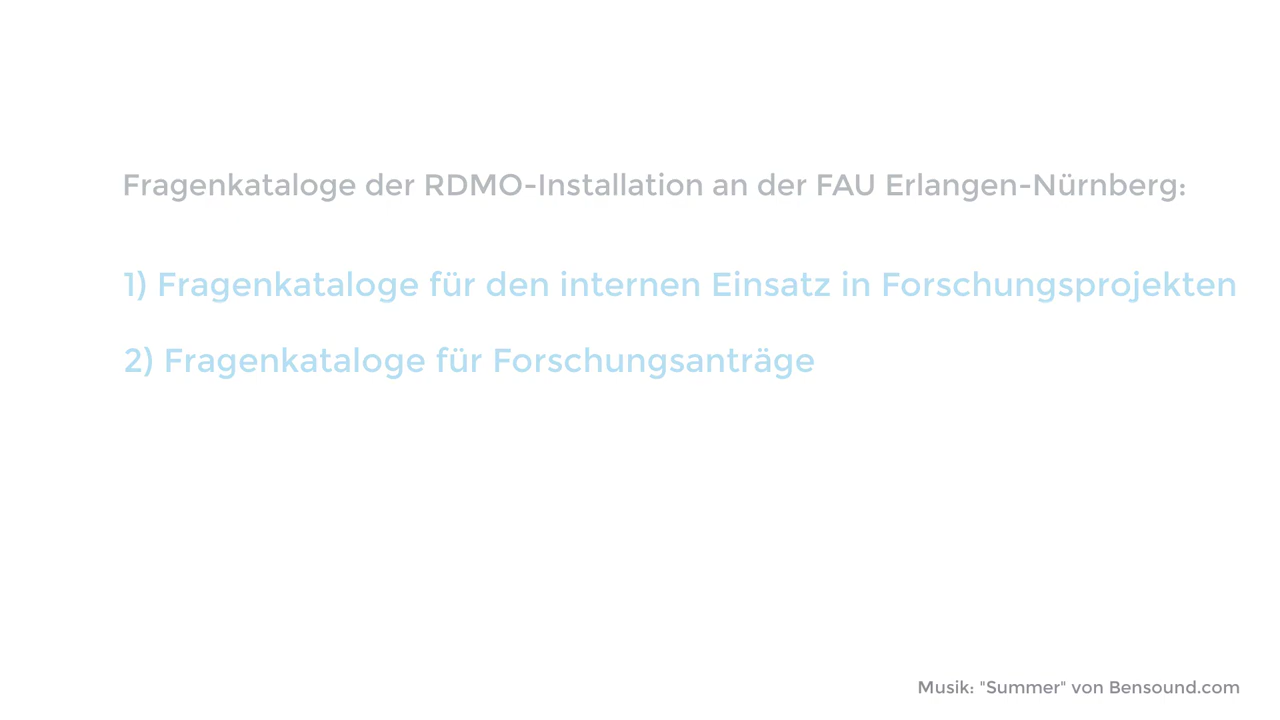 Fragenkataloge der RDMO-Installation an der FAU Erlangen-Nürnberg:
1) Fragenkataloge für den internen Einsatz in Forschungsprojekten
2) Fragenkataloge für Forschungsanträge
Musik: "Summer" von Bensound.com